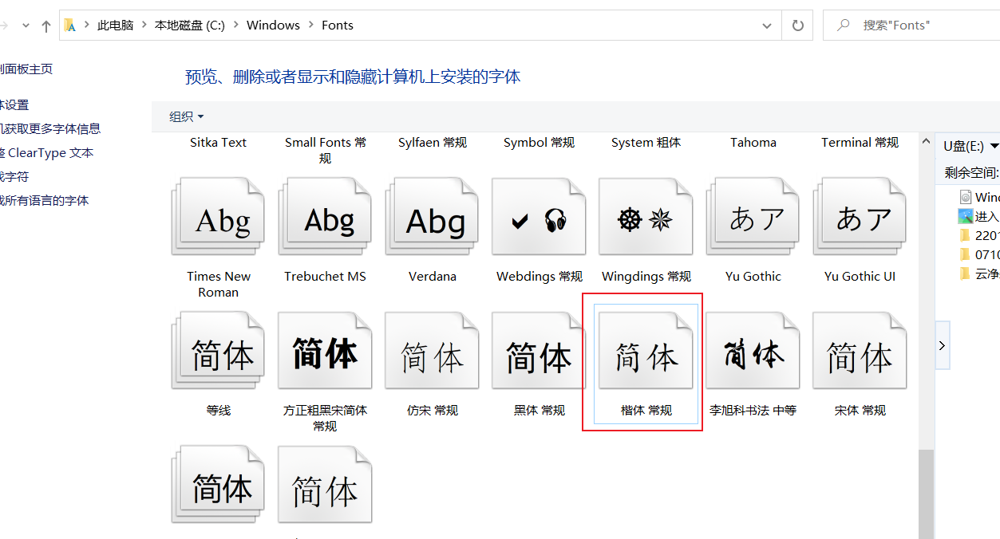 此电脑 本地磁盘 (C:) Windows Fonts
搜索"Fonts"
面板主页
预览、删除或者显示和隐藏计算机上安装的字体
体设置
组织
机获取更多字体信息
ClearType 文本
字符
所有语言的字体
Sitka Text
Small Fonts 常
规
Sylfaen 常规
Symbol 常规
System 粗体
Tahoma
Terminal 常规
Abg
Abg
Abg
あア
あア
Times New
Roman
Trebuchet MS
Verdana
Webdings 常规
Wingdings 常规
Yu Gothic
Yu Gothic UI
简体
简体
简体
简体
简体
简体
简体
等线
方正粗黑宋简体
常规
仿宋 常规
黑体 常规
楷体 常规
李旭科书法 中等
宋体 常规
简体
简体
U盘(E:)
剩余空间:
Winc
进入
2201
0710
云净